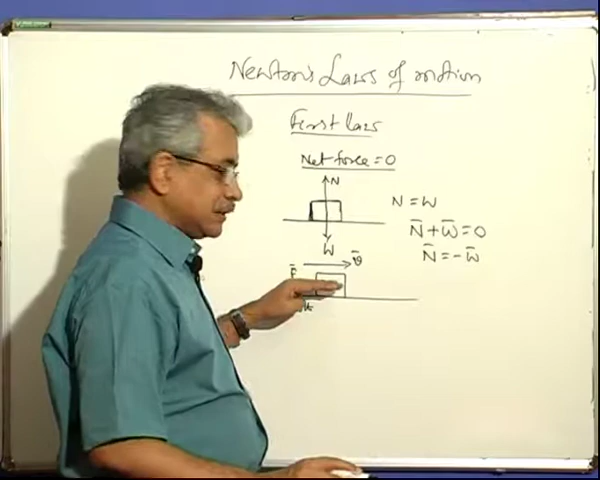 Newton's Laws of motion
First law
Net force = 0
N
N = W
N̄ + W̄ = 0
W
N̄ = -W̄
v̄
F̄